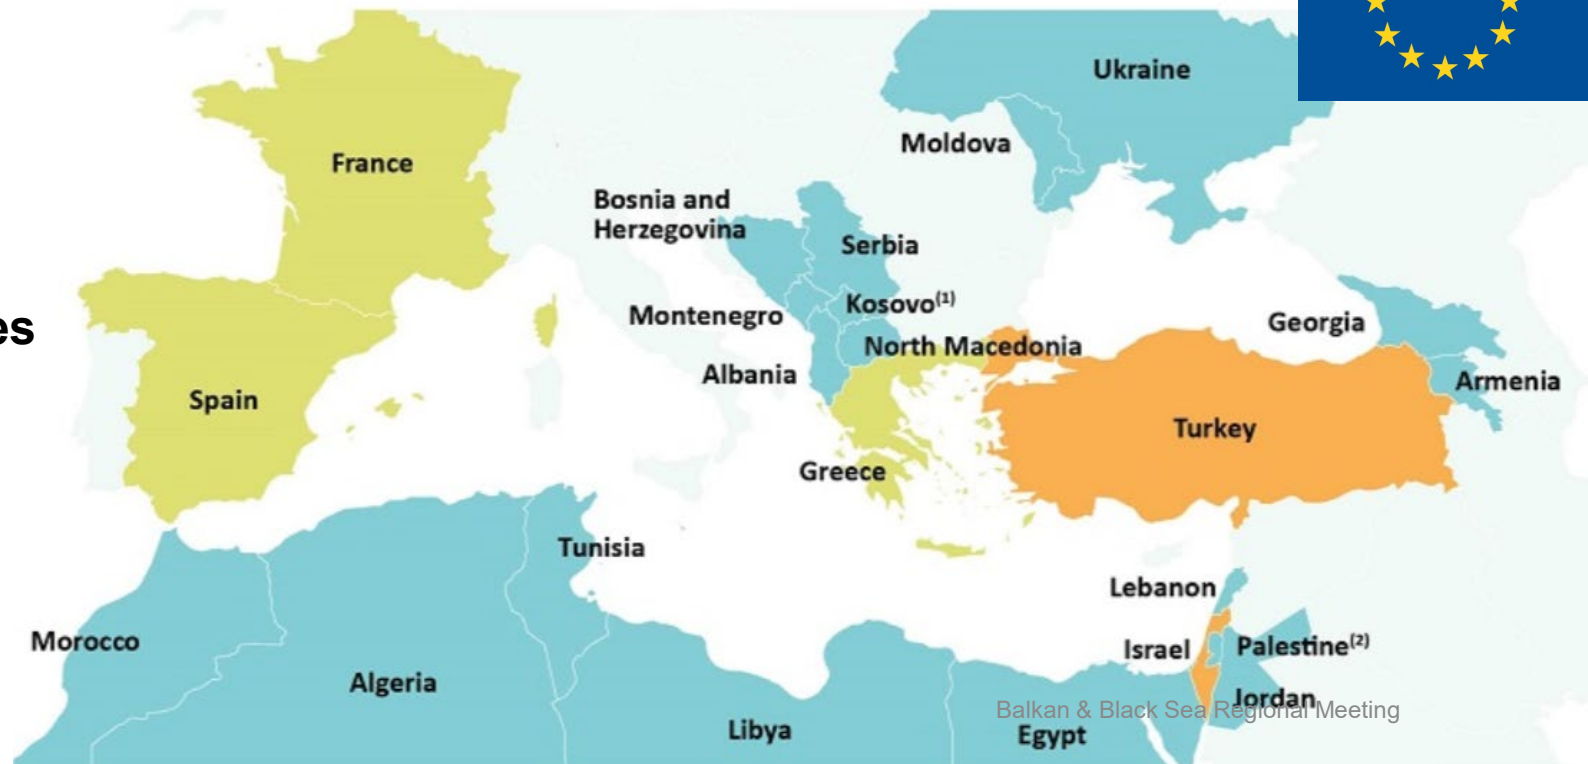 Ukraine
Moldova
France
Bosnia and
Herzegovina
Serbia
Kosovo(1)
Montenegro
Georgia
es
North Macedonia
Albania
Armenia
Spain
Turkey
Greece
Tunisia
Lebanon
Morocco
Israel
Palestine(2)
Algeria
Jordan
Balkan & Black Sea Regional Meeting
Libya
Egypt